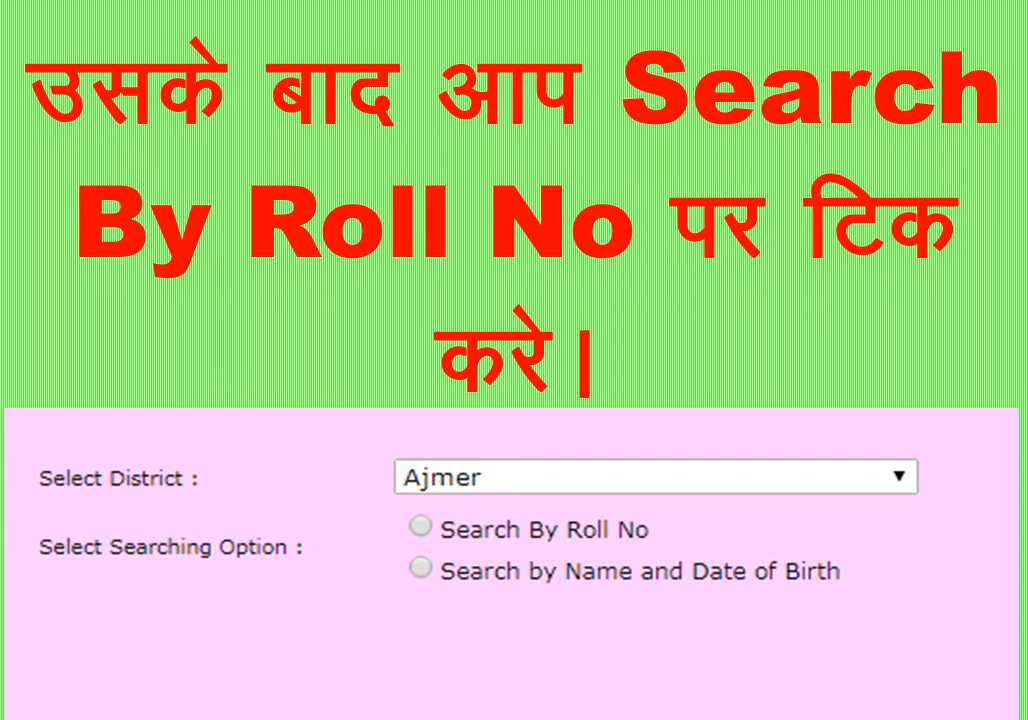 उसके बाद आप Search
By Roll No पर टिक
करे।
Select District :
Ajmer
Select Searching Option :
Search By Roll No
Search by Name and Date of Birth